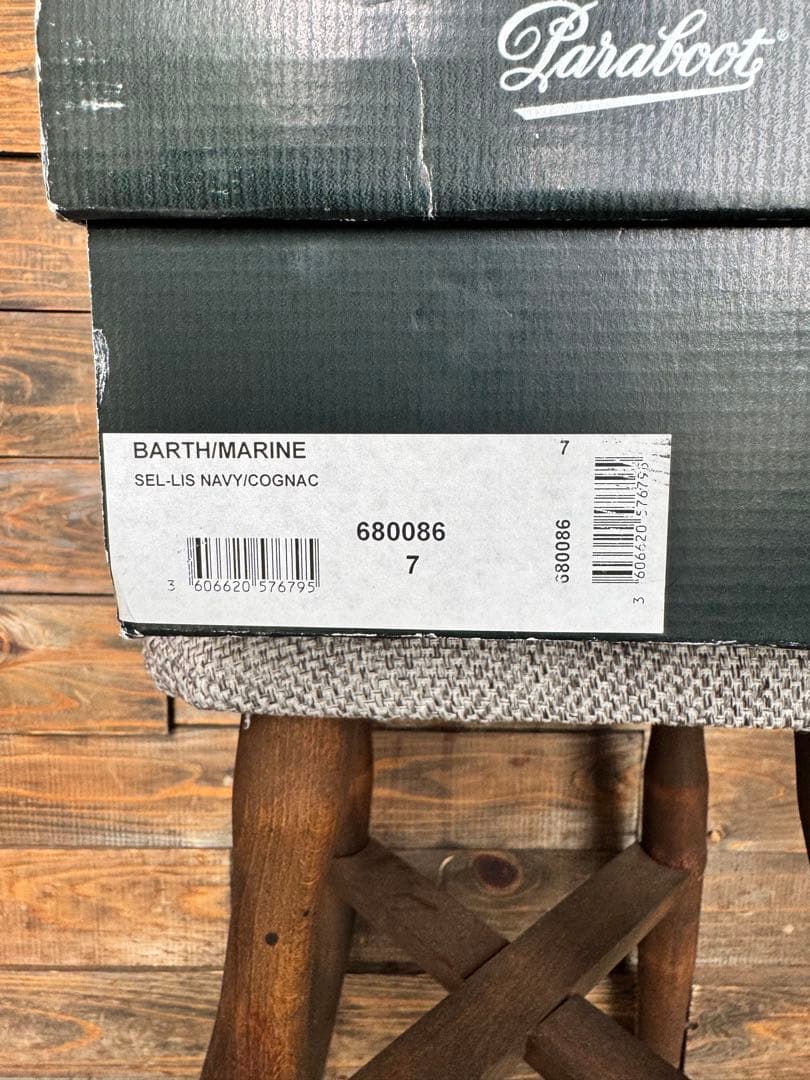 Paraboot®
BARTH/MARINE 7
SEL-LIS NAVY/COGNAC
680086
7
3 606620 576795
680086
3 606620 576795